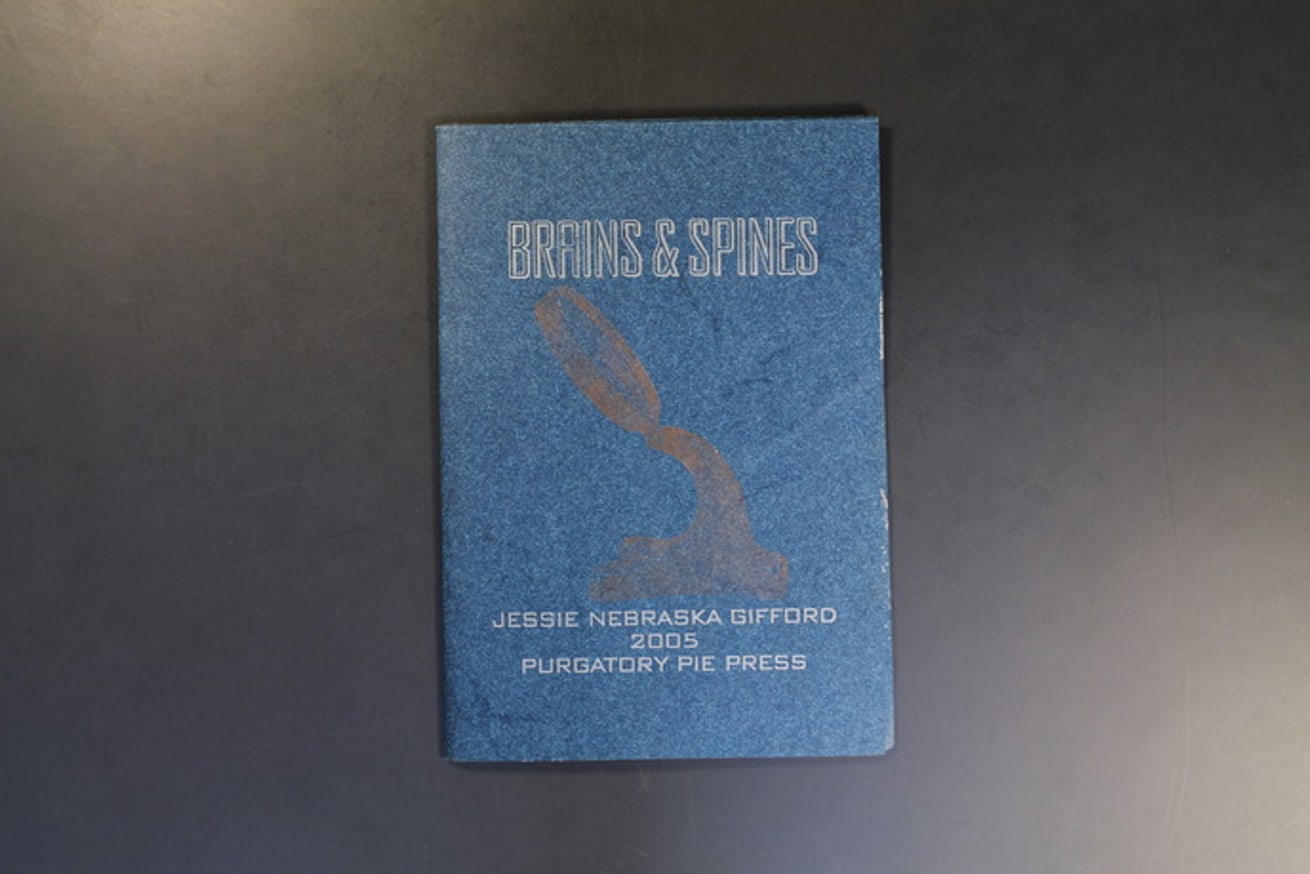 BRAINS & SPINES
JESSIE NEBRASKA GIFFORD
2005
PURGATORY PIE PRESS